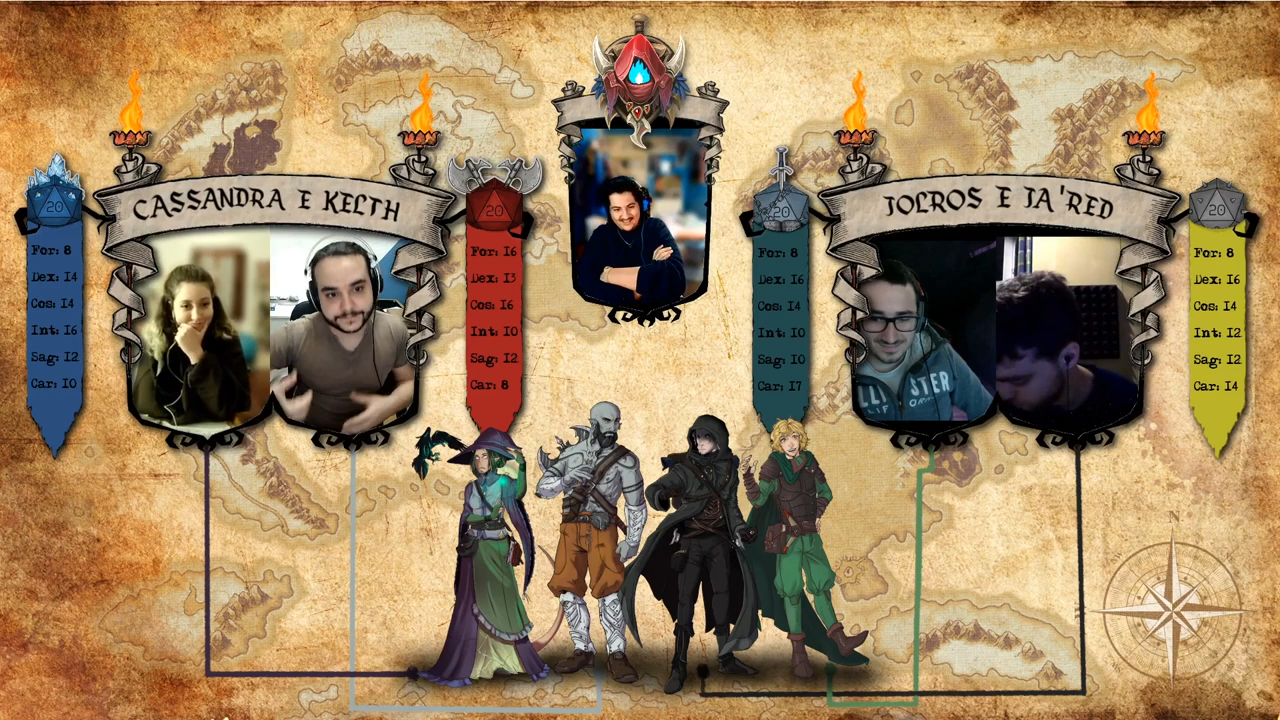 CASSANDRA E KELTH
JOLROS E JA'RED
20
For: 8
Dex: 14
Cos: 14
Int: 16
Sag: 12
Car: 10
20
For: 16
Dex: 13
Cos: 16
Int: 10
Sag: 12
Car: 8
20
For: 8
Dex: 16
Cos: 14
Int: 10
Sag: 10
Car: 17
20
For: 8
Dex: 16
Cos: 14
Int: 12
Sag: 12
Car: 14
N